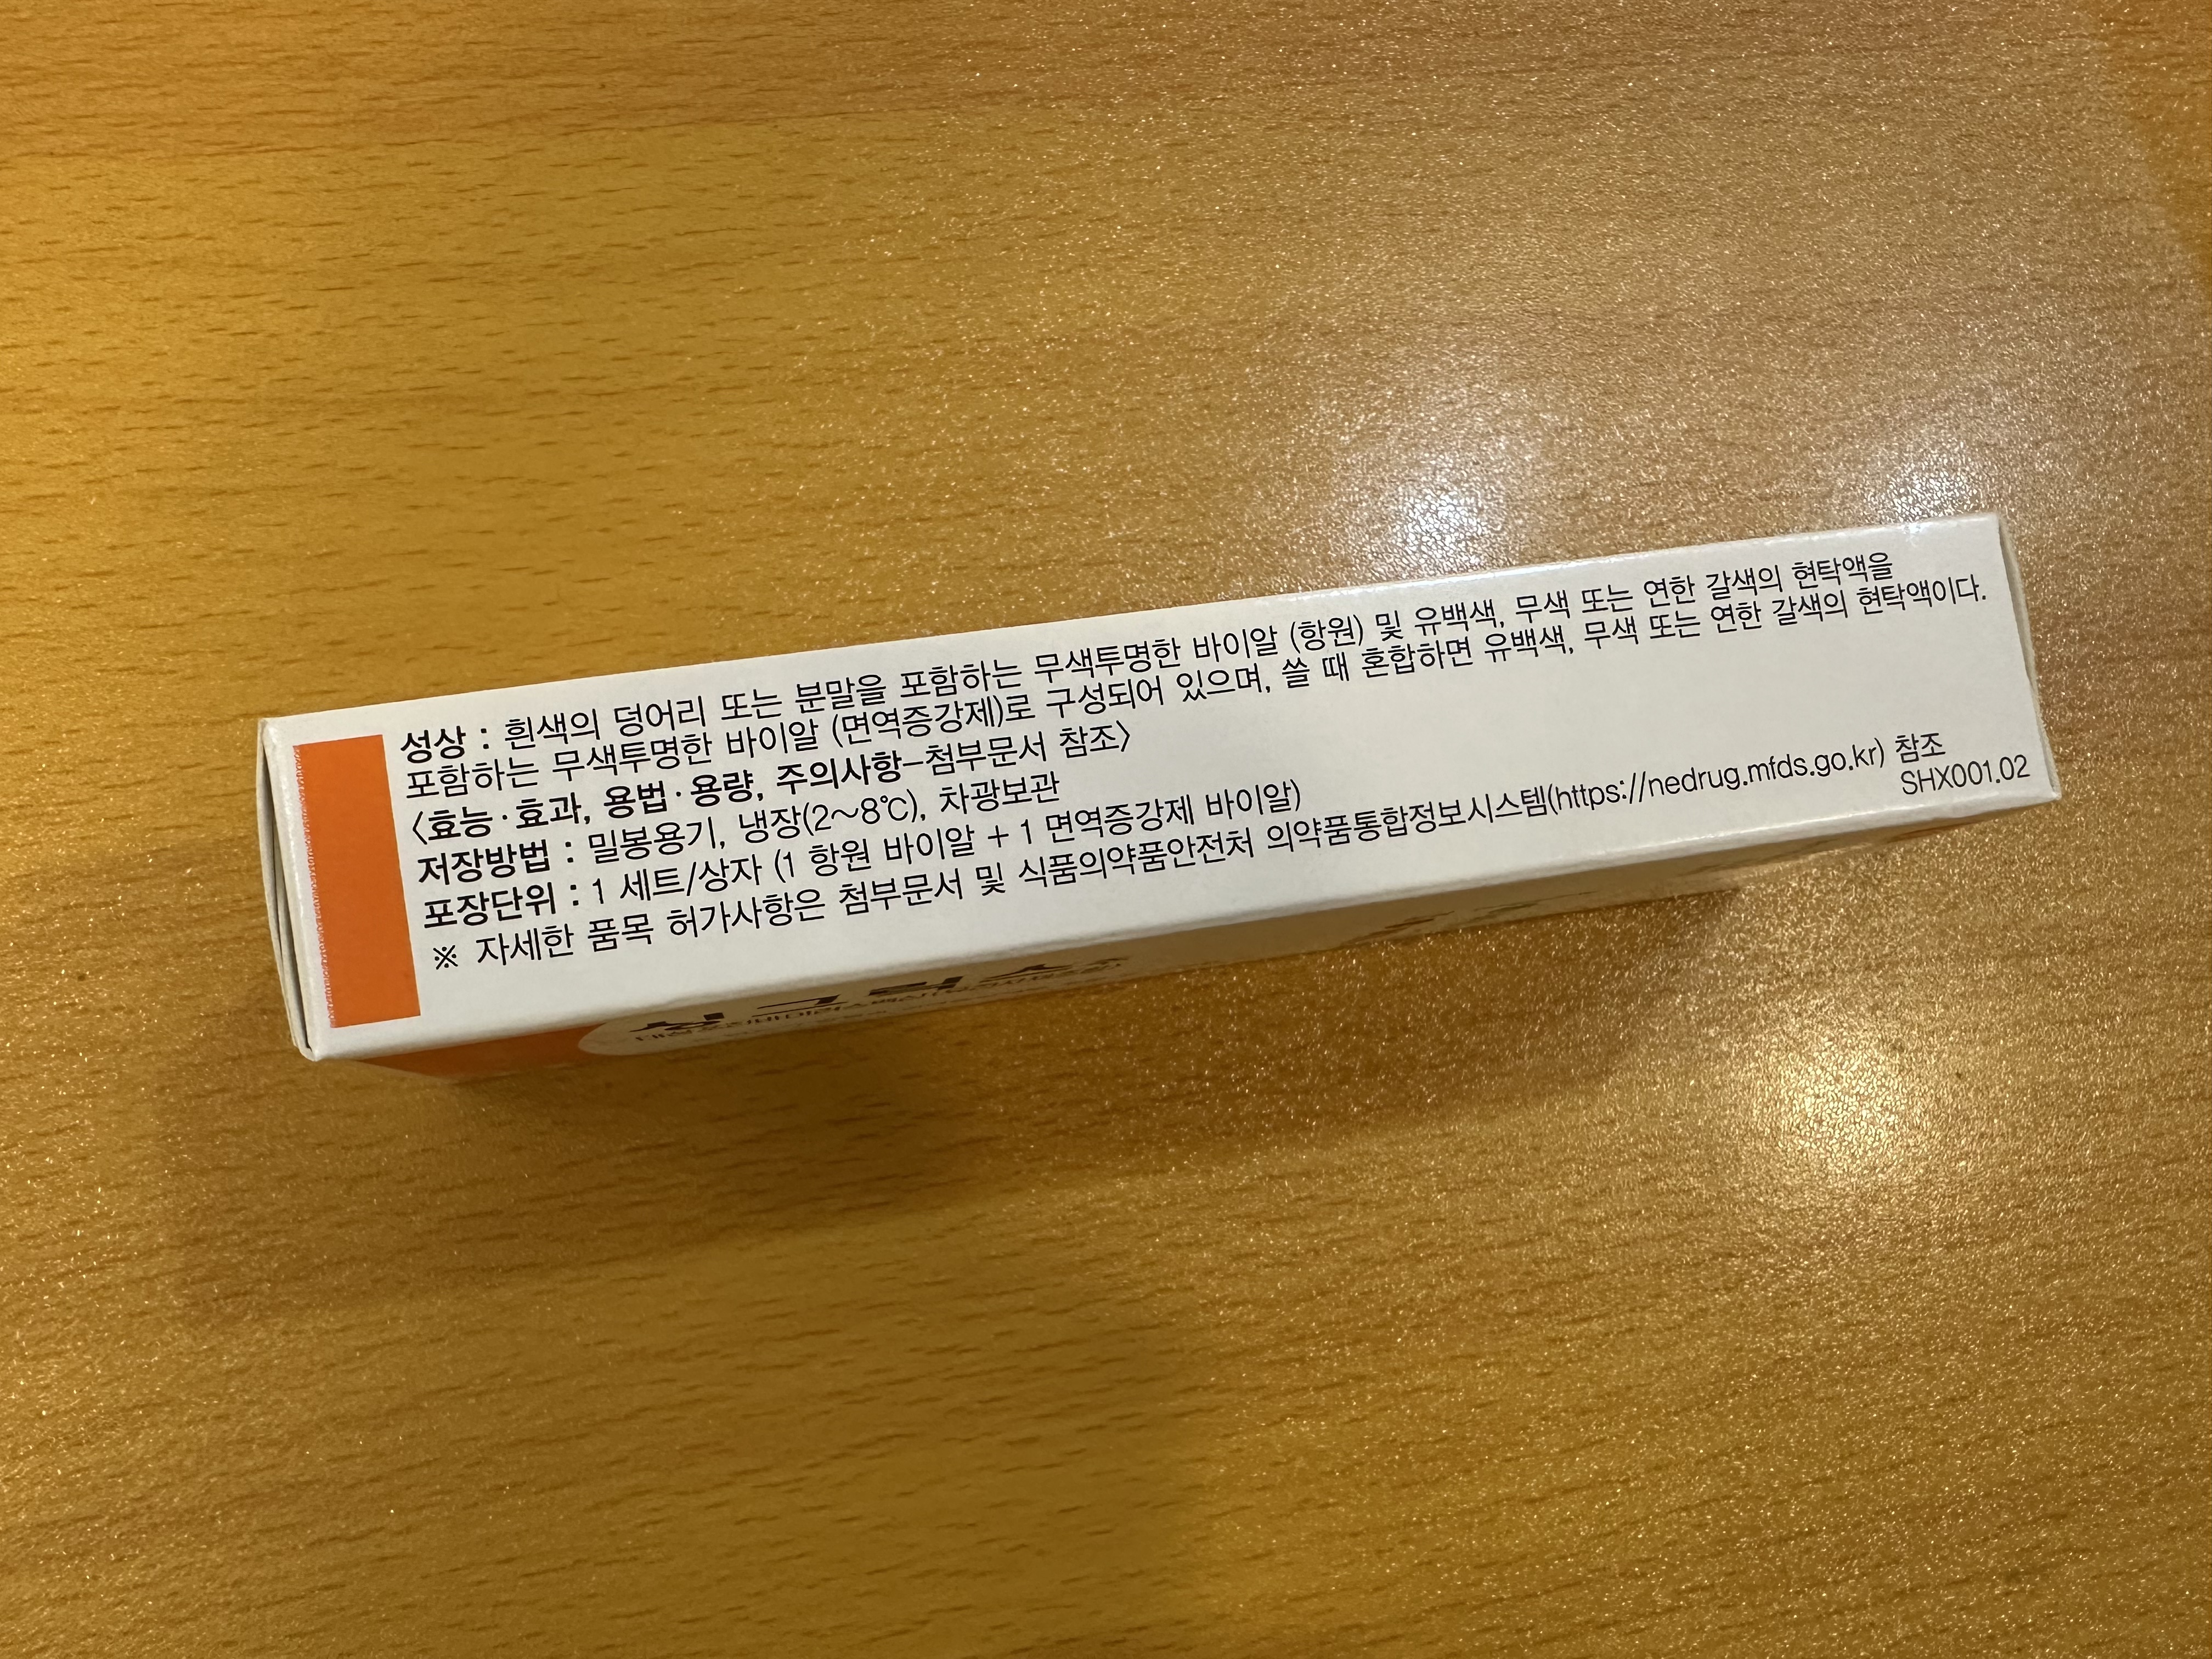 성상 : 흰색의 덩어리 또는 분말을 포함하는 무색투명한 바이알 (항원) 및 유백색, 무색 또는 연한 갈색의 현탁액을
포함하는 무색투명한 바이알 (면역증강제)로 구성되어 있으며, 쓸 때 혼합하면 유백색, 무색 또는 연한 갈색의 현탁액이다.
〈효능·효과, 용법·용량, 주의사항-첨부문서 참조〉
저장방법 : 밀봉용기, 냉장(2~8℃), 차광보관
포장단위 : 1 세트/상자 (1 항원 바이알 + 1 면역증강제 바이알)
※ 자세한 품목 허가사항은 첨부문서 및 식품의약품안전처 의약품통합정보시스템(https://nedrug.mfds.go.kr) 참조
SHX001.02